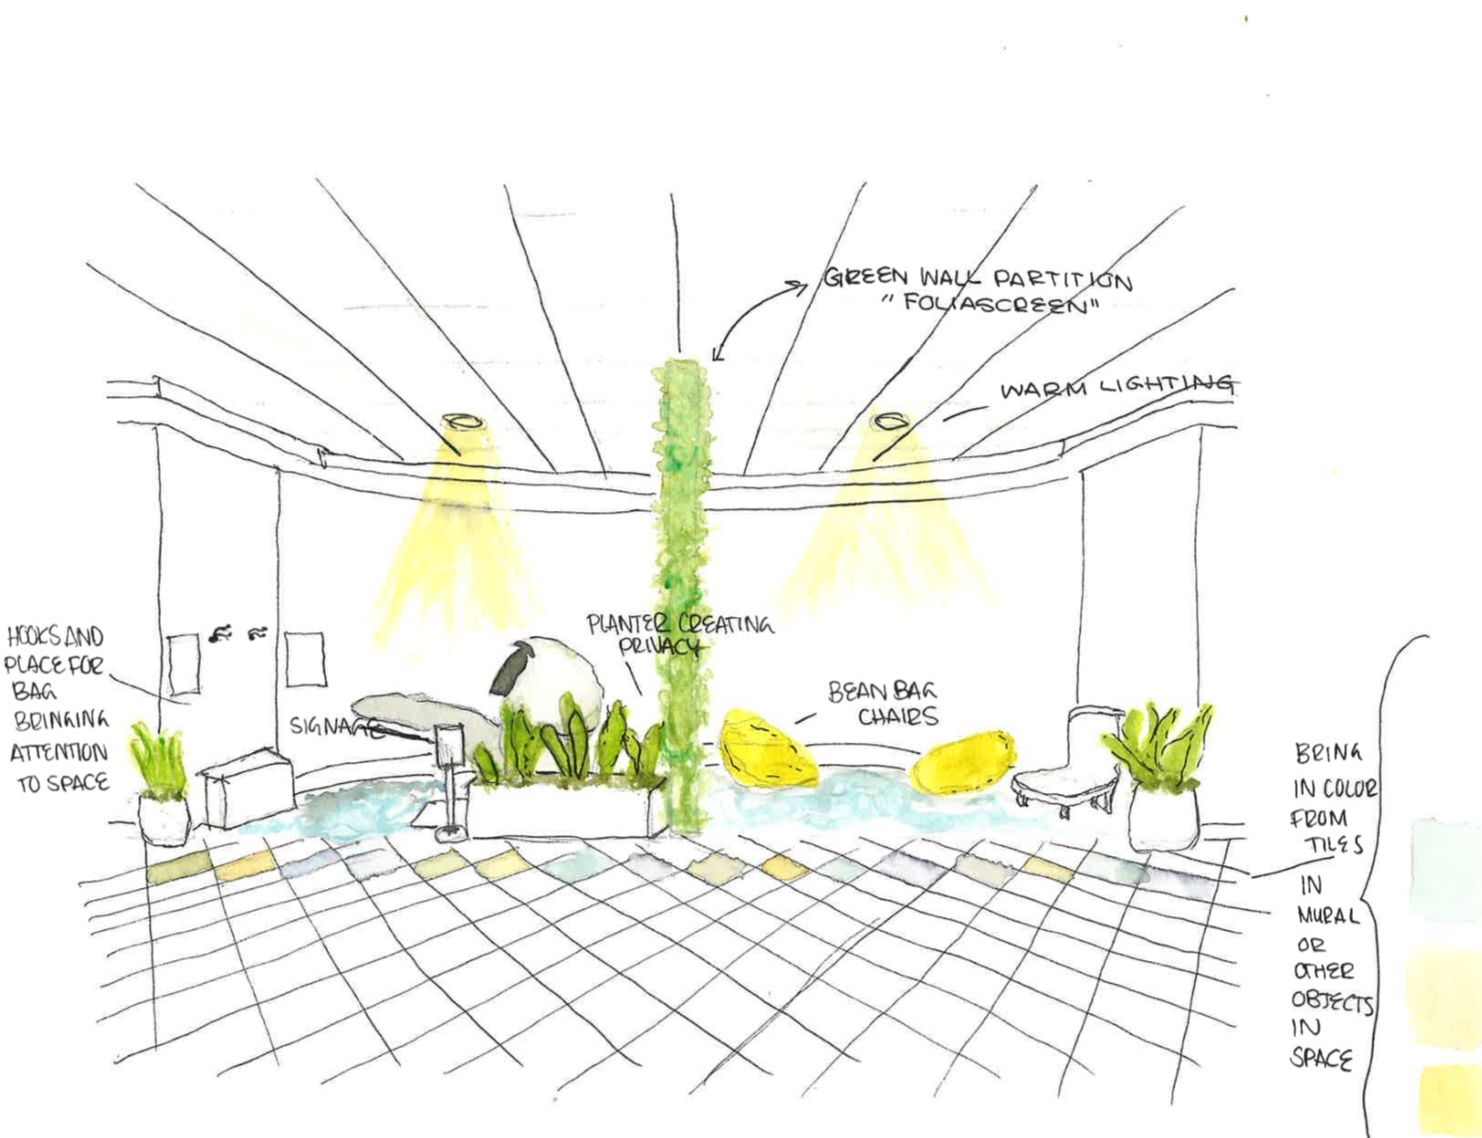 GREEN WALL PARTITION
"FOLIASCREEN"
WARM LIGHTING
HOOKS AND
PLACE FOR
BAG
BRINGING
ATTENTION
TO SPACE
SIGNAGE
PLANTER CREATING
PRIVACY
BEAN BAG
CHAIRS
BRING
IN COLOR
FROM
TILES
IN
MURAL
OR
OTHER
OBJECTS
IN
SPACE